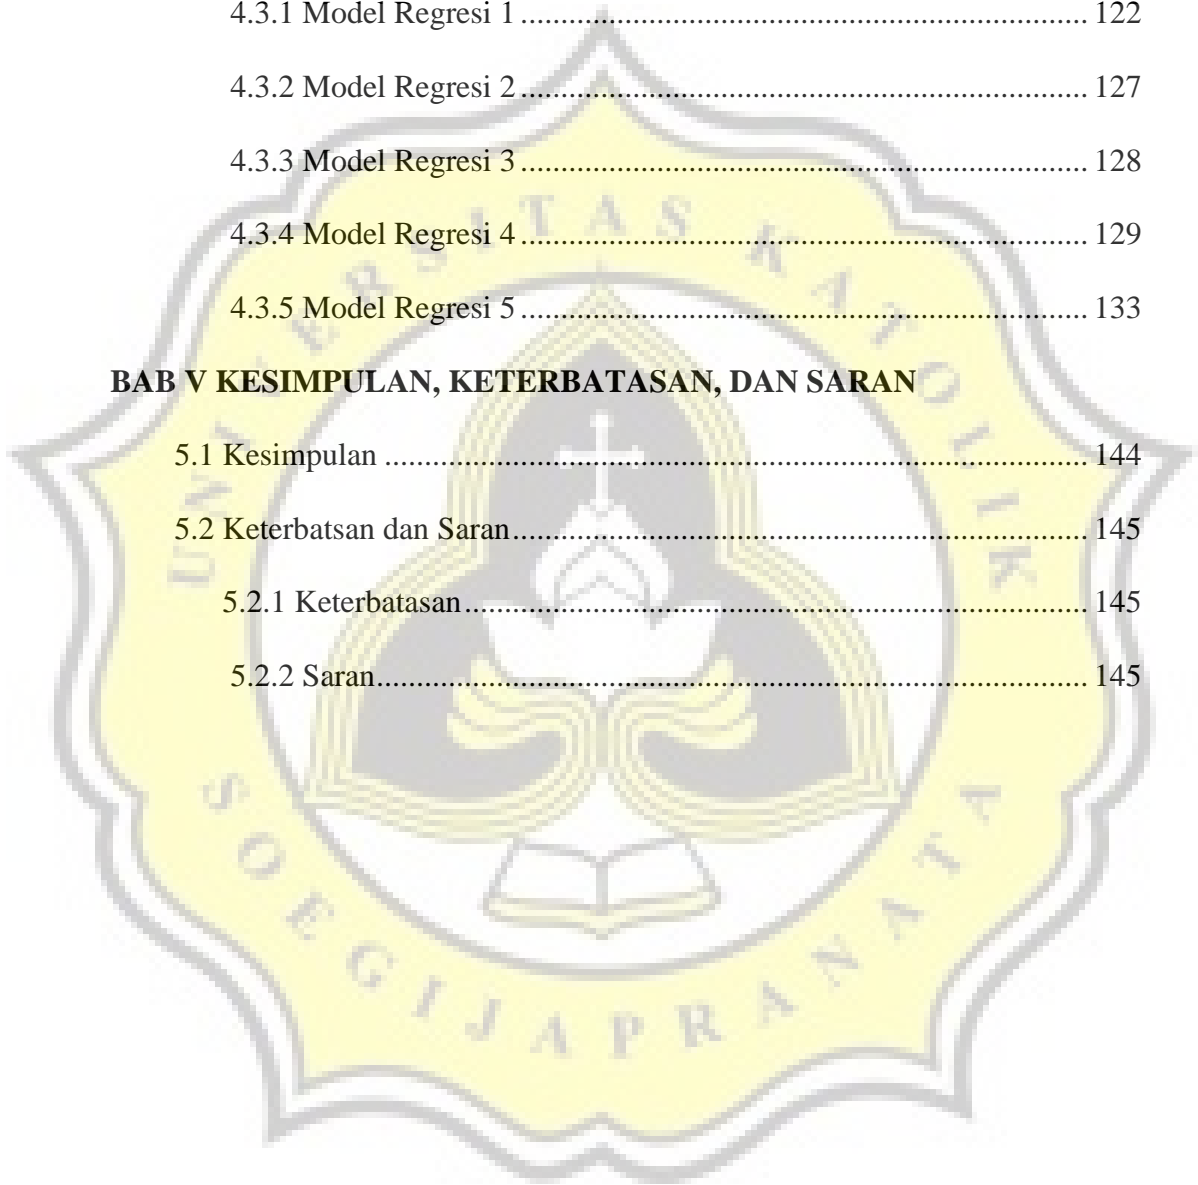 4.3.1 Model Regresi 1 ........ 122
4.3.2 Model Regresi 2 ........ 127
4.3.3 Model Regresi 3 ........ 128
4.3.4 Model Regresi 4 ........ 129
4.3.5 Model Regresi 5 ........ 133
BAB V KESIMPULAN, KETERBATASAN, DAN SARAN
5.1 Kesimpulan ........ 144
5.2 Keterbatsan dan Saran ........ 145
5.2.1 Keterbatasan ........ 145
5.2.2 Saran ........ 145
UNIVERSITAS KATOLIK
SOEGIJAPRANATA